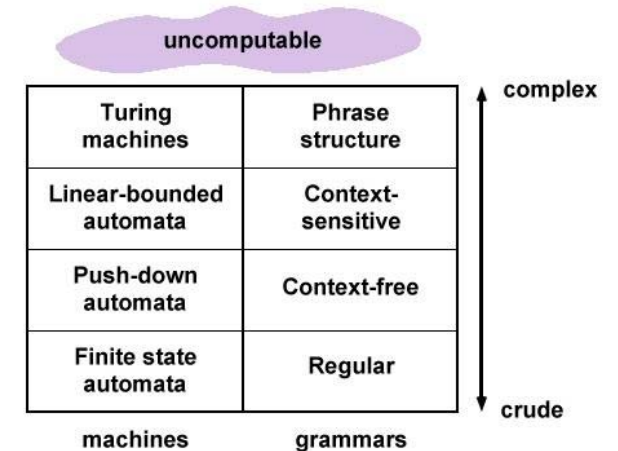 uncomputable
complex
Turing
machines
Phrase
structure
Linear-bounded
automata
Context-
sensitive
Push-down
automata
Context-free
Finite state
automata
Regular
crude
machines
grammars